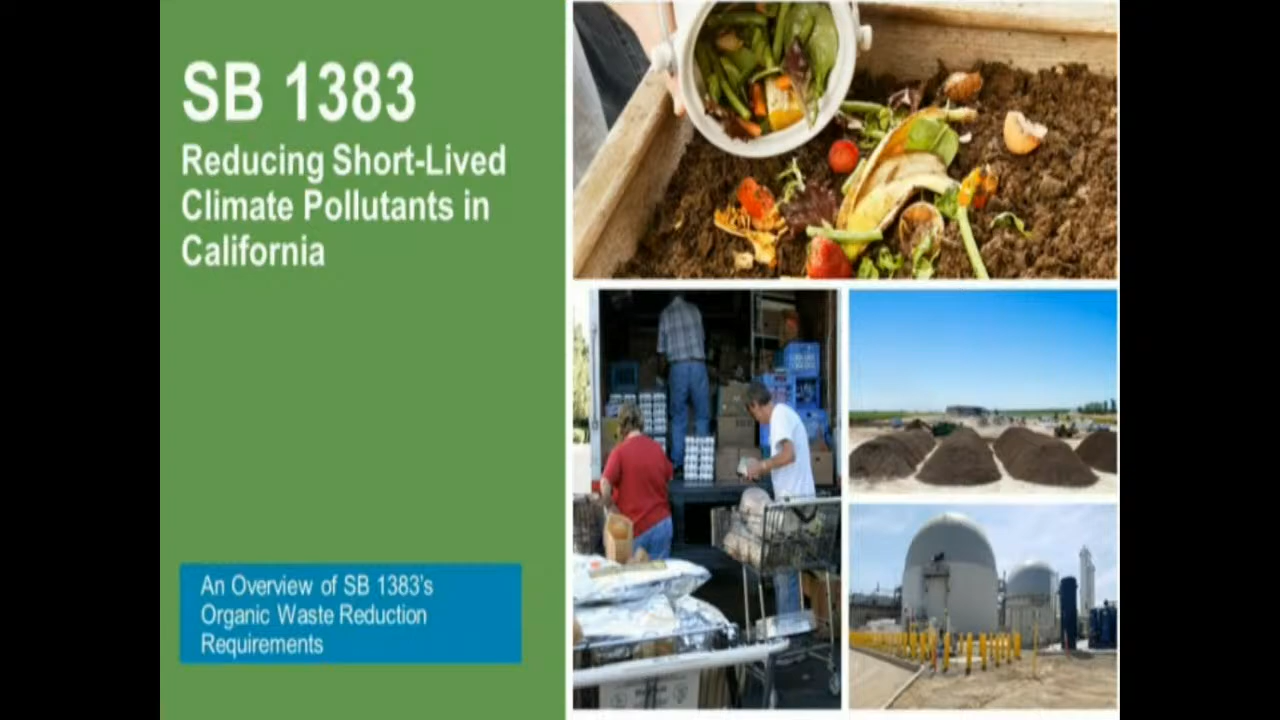 SB 1383
Reducing Short-Lived
Climate Pollutants in
California
An Overview of SB 1383's
Organic Waste Reduction
Requirements